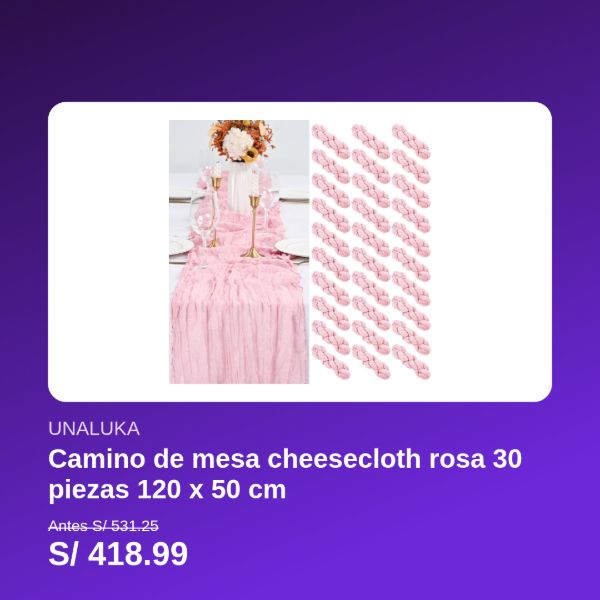 UNALUKA
Camino de mesa cheesecloth rosa 30
piezas 120 x 50 cm
Antes S/ 531.25
S/ 418.99